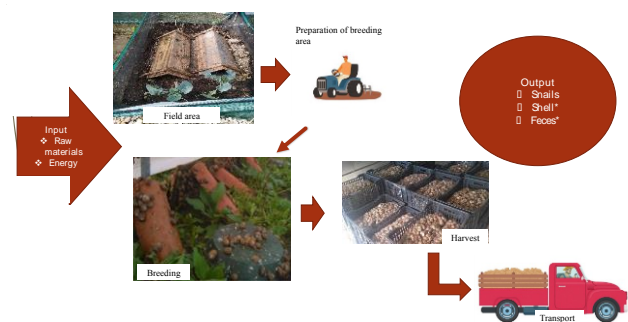 Input
❖ Raw
materials
❖ Energy
Field area
Preparation of breeding
area
Breeding
Harvest
Transport
Output
▯ Snails
▯ Shell*
▯ Feces*